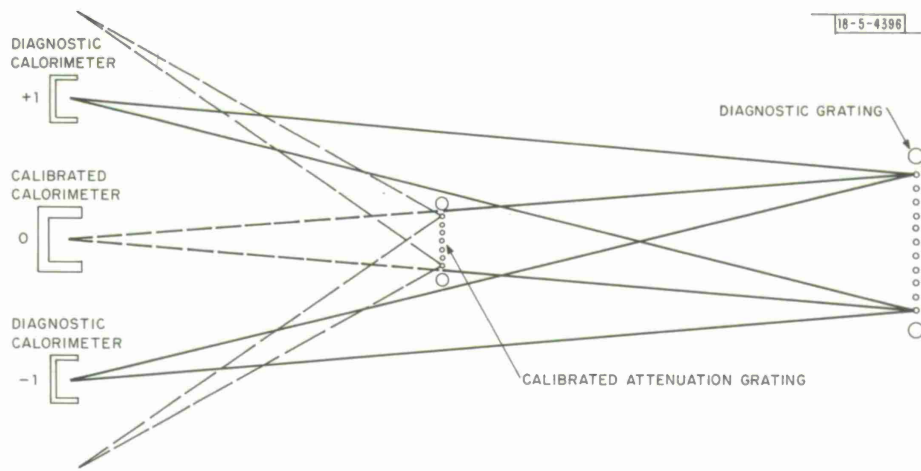 18-5-4396
DIAGNOSTIC
CALORIMETER
+1
DIAGNOSTIC GRATING
CALIBRATED
CALORIMETER
0
DIAGNOSTIC
CALORIMETER
-1
CALIBRATED ATTENUATION GRATING